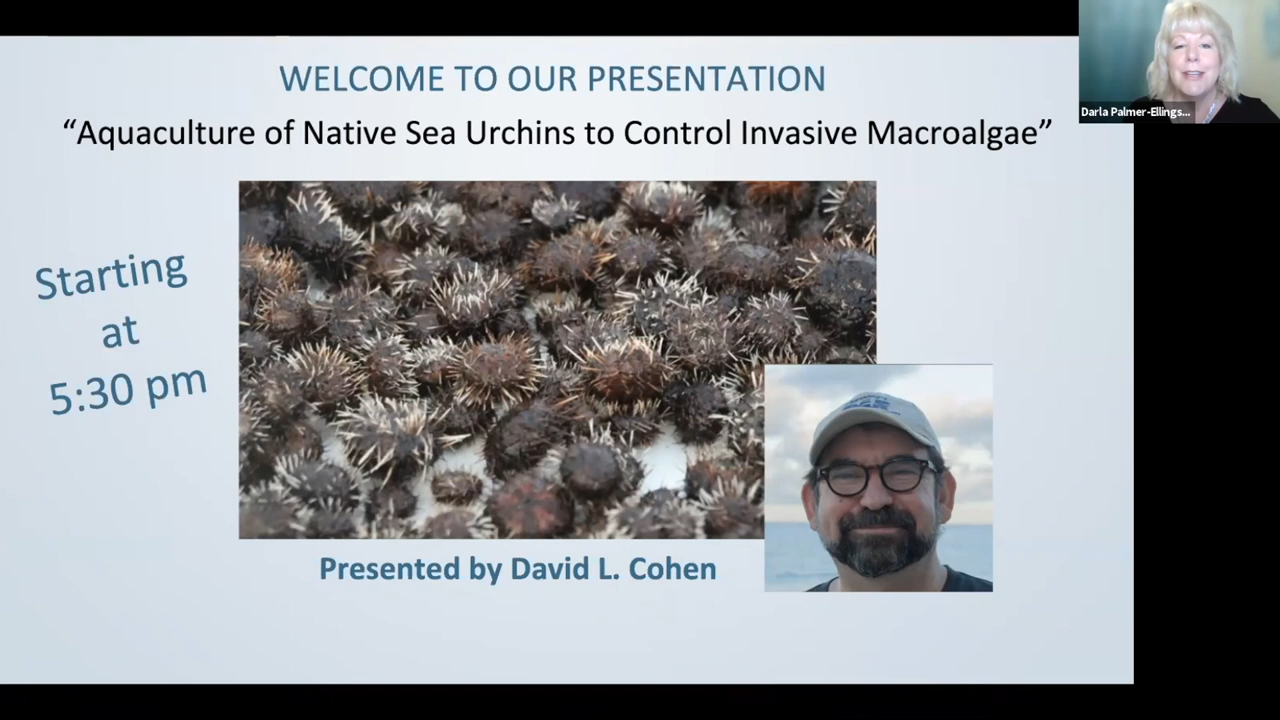 WELCOME TO OUR PRESENTATION
“Aquaculture of Native Sea Urchins to Control Invasive Macroalgae”
Starting
at
5:30 pm
Presented by David L. Cohen
Darla Palmer-Ellings...